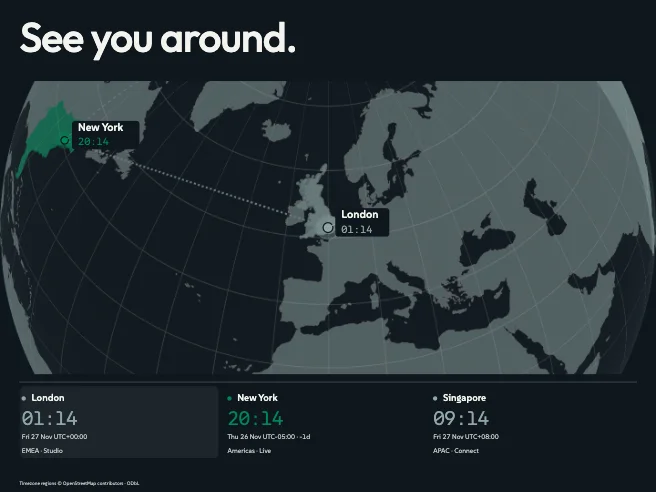 See you around.
New York
20:14
London
01:14
London
01:14
Fri 27 Nov UTC+00:00
EMEA · Studio
New York
20:14
Thu 26 Nov UTC-05:00 · -1d
Americas · Live
Singapore
09:14
Fri 27 Nov UTC+08:00
APAC · Connect
Timezone regions © OpenStreetMap contributors · ODbL